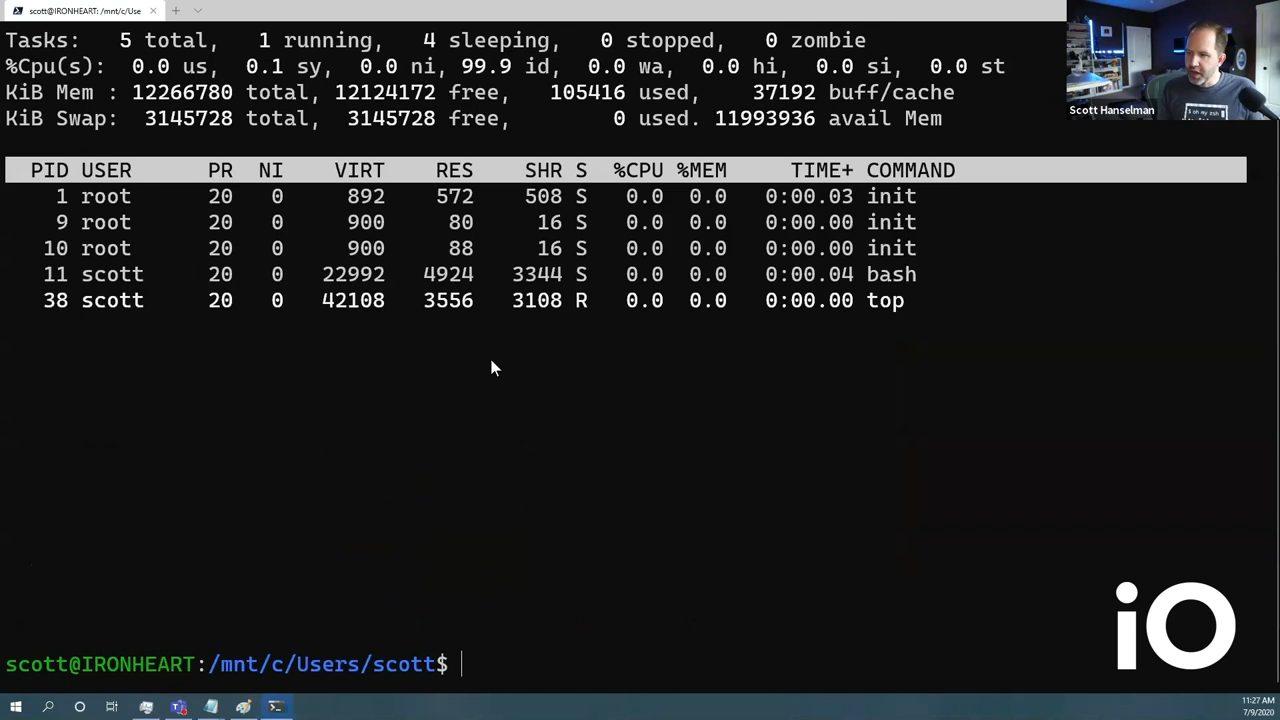 scott@IRONHEART: /mnt/c/Use
Tasks: 5 total, 1 running, 4 sleeping, 0 stopped, 0 zombie
%Cpu(s): 0.0 us, 0.1 sy, 0.0 ni, 99.9 id, 0.0 wa, 0.0 hi, 0.0 si, 0.0 st
KiB Mem : 12266780 total, 12124172 free, 105416 used, 37192 buff/cache
KiB Swap: 3145728 total, 3145728 free, 0 used. 11993936 avail Mem
Scott Hanselman
PID USER PR NI VIRT RES SHR S %CPU %MEM TIME+ COMMAND
1 root 20 0 892 572 508 S 0.0 0.0 0:00.03 init
9 root 20 0 900 80 16 S 0.0 0.0 0:00.00 init
10 root 20 0 900 88 16 S 0.0 0.0 0:00.00 init
11 scott 20 0 22992 4924 3344 S 0.0 0.0 0:00.04 bash
38 scott 20 0 42108 3556 3108 R 0.0 0.0 0:00.00 top
iO
scott@IRONHEART:/mnt/c/Users/scott$
11:27 AM
7/9/2020